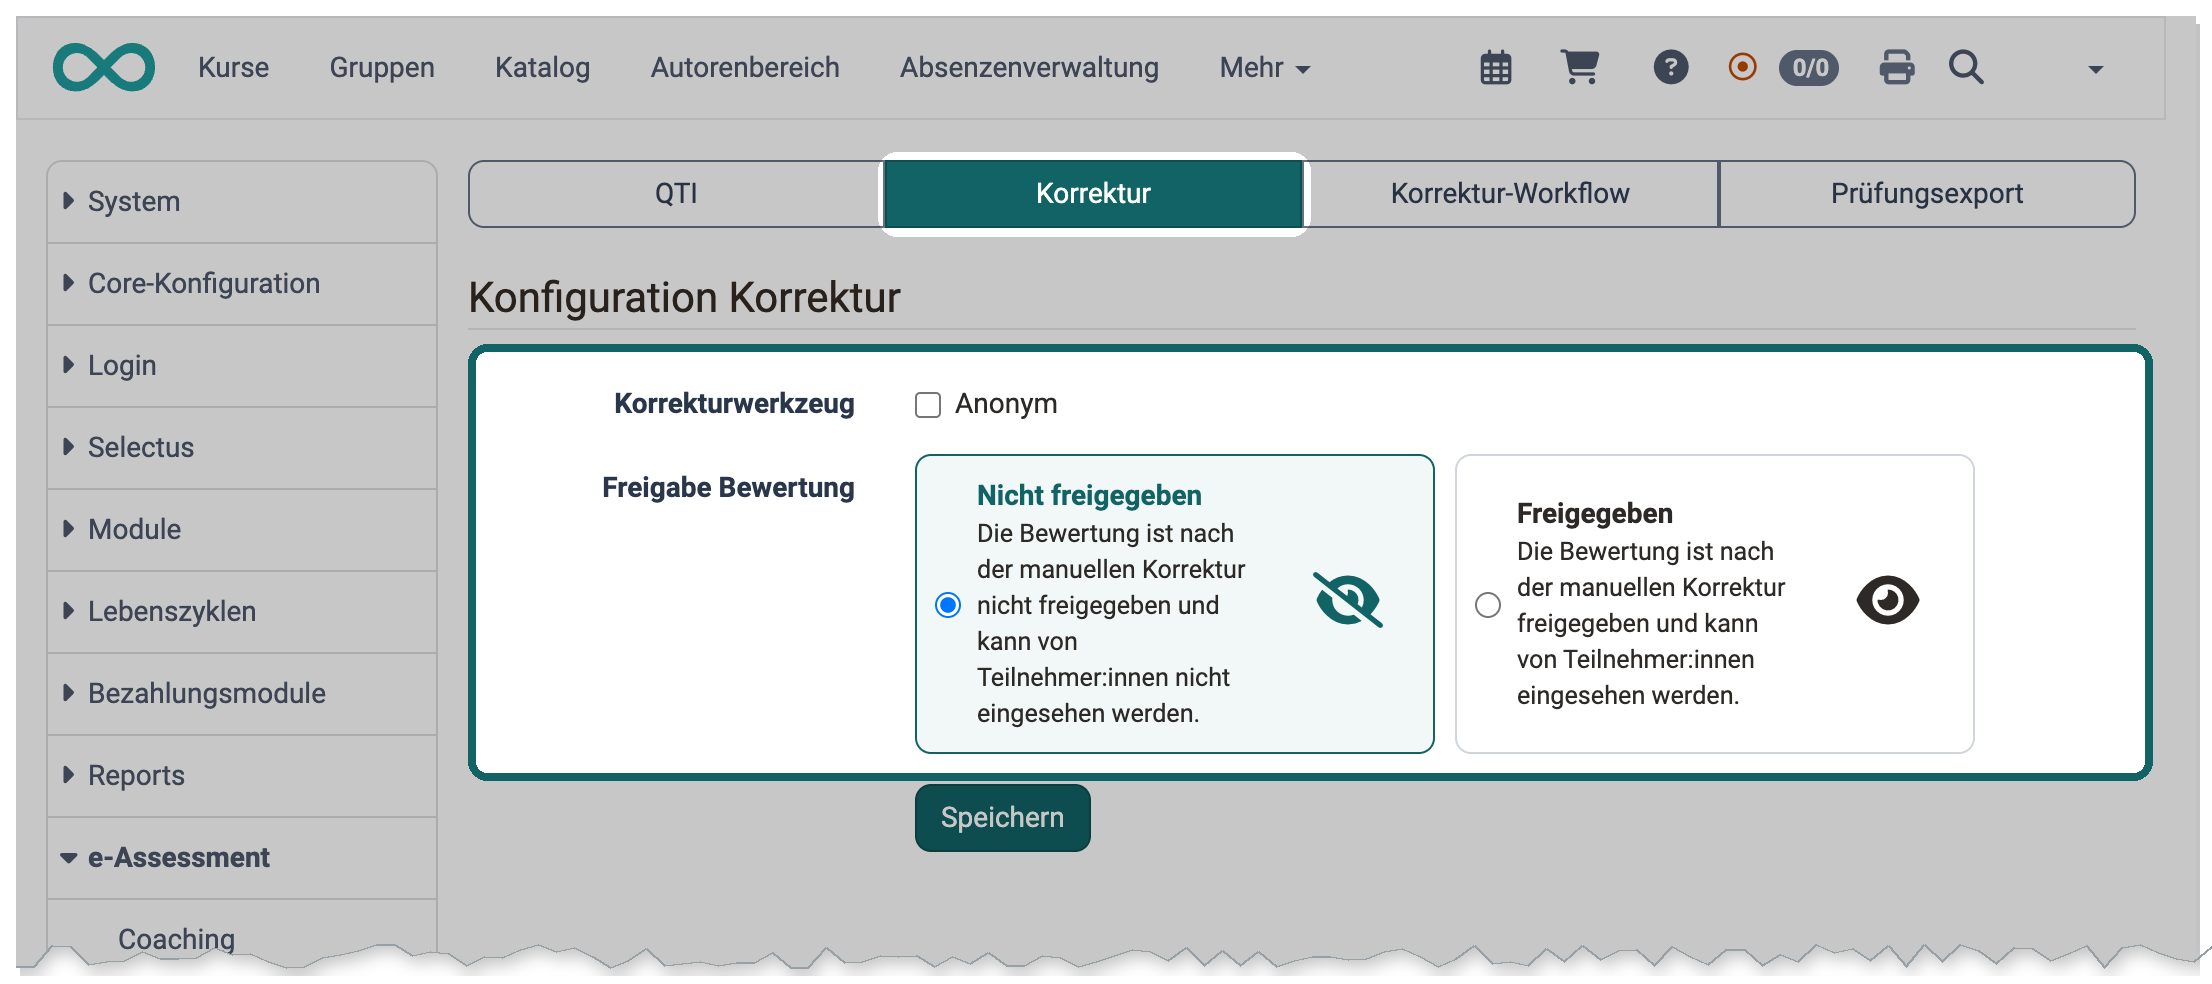 Kurse Gruppen Katalog Autorenbereich Absenzenverwaltung Mehr ? 0/0
QTI Korrektur Korrektur-Workflow Prüfungsexport
System
Core-Konfiguration
Login
Selectus
Module
Lebenszyklen
Bezahlungsmodule
Reports
e-Assessment
Coaching
Konfiguration Korrektur
Korrekturwerkzeug Anonym
Freigabe Bewertung
Nicht freigegeben
Die Bewertung ist nach
der manuellen Korrektur
nicht freigegeben und
kann von
Teilnehmer:innen nicht
eingesehen werden.
Freigegeben
Die Bewertung ist nach
der manuellen Korrektur
freigegeben und kann
von Teilnehmer:innen
eingesehen werden.
Speichern